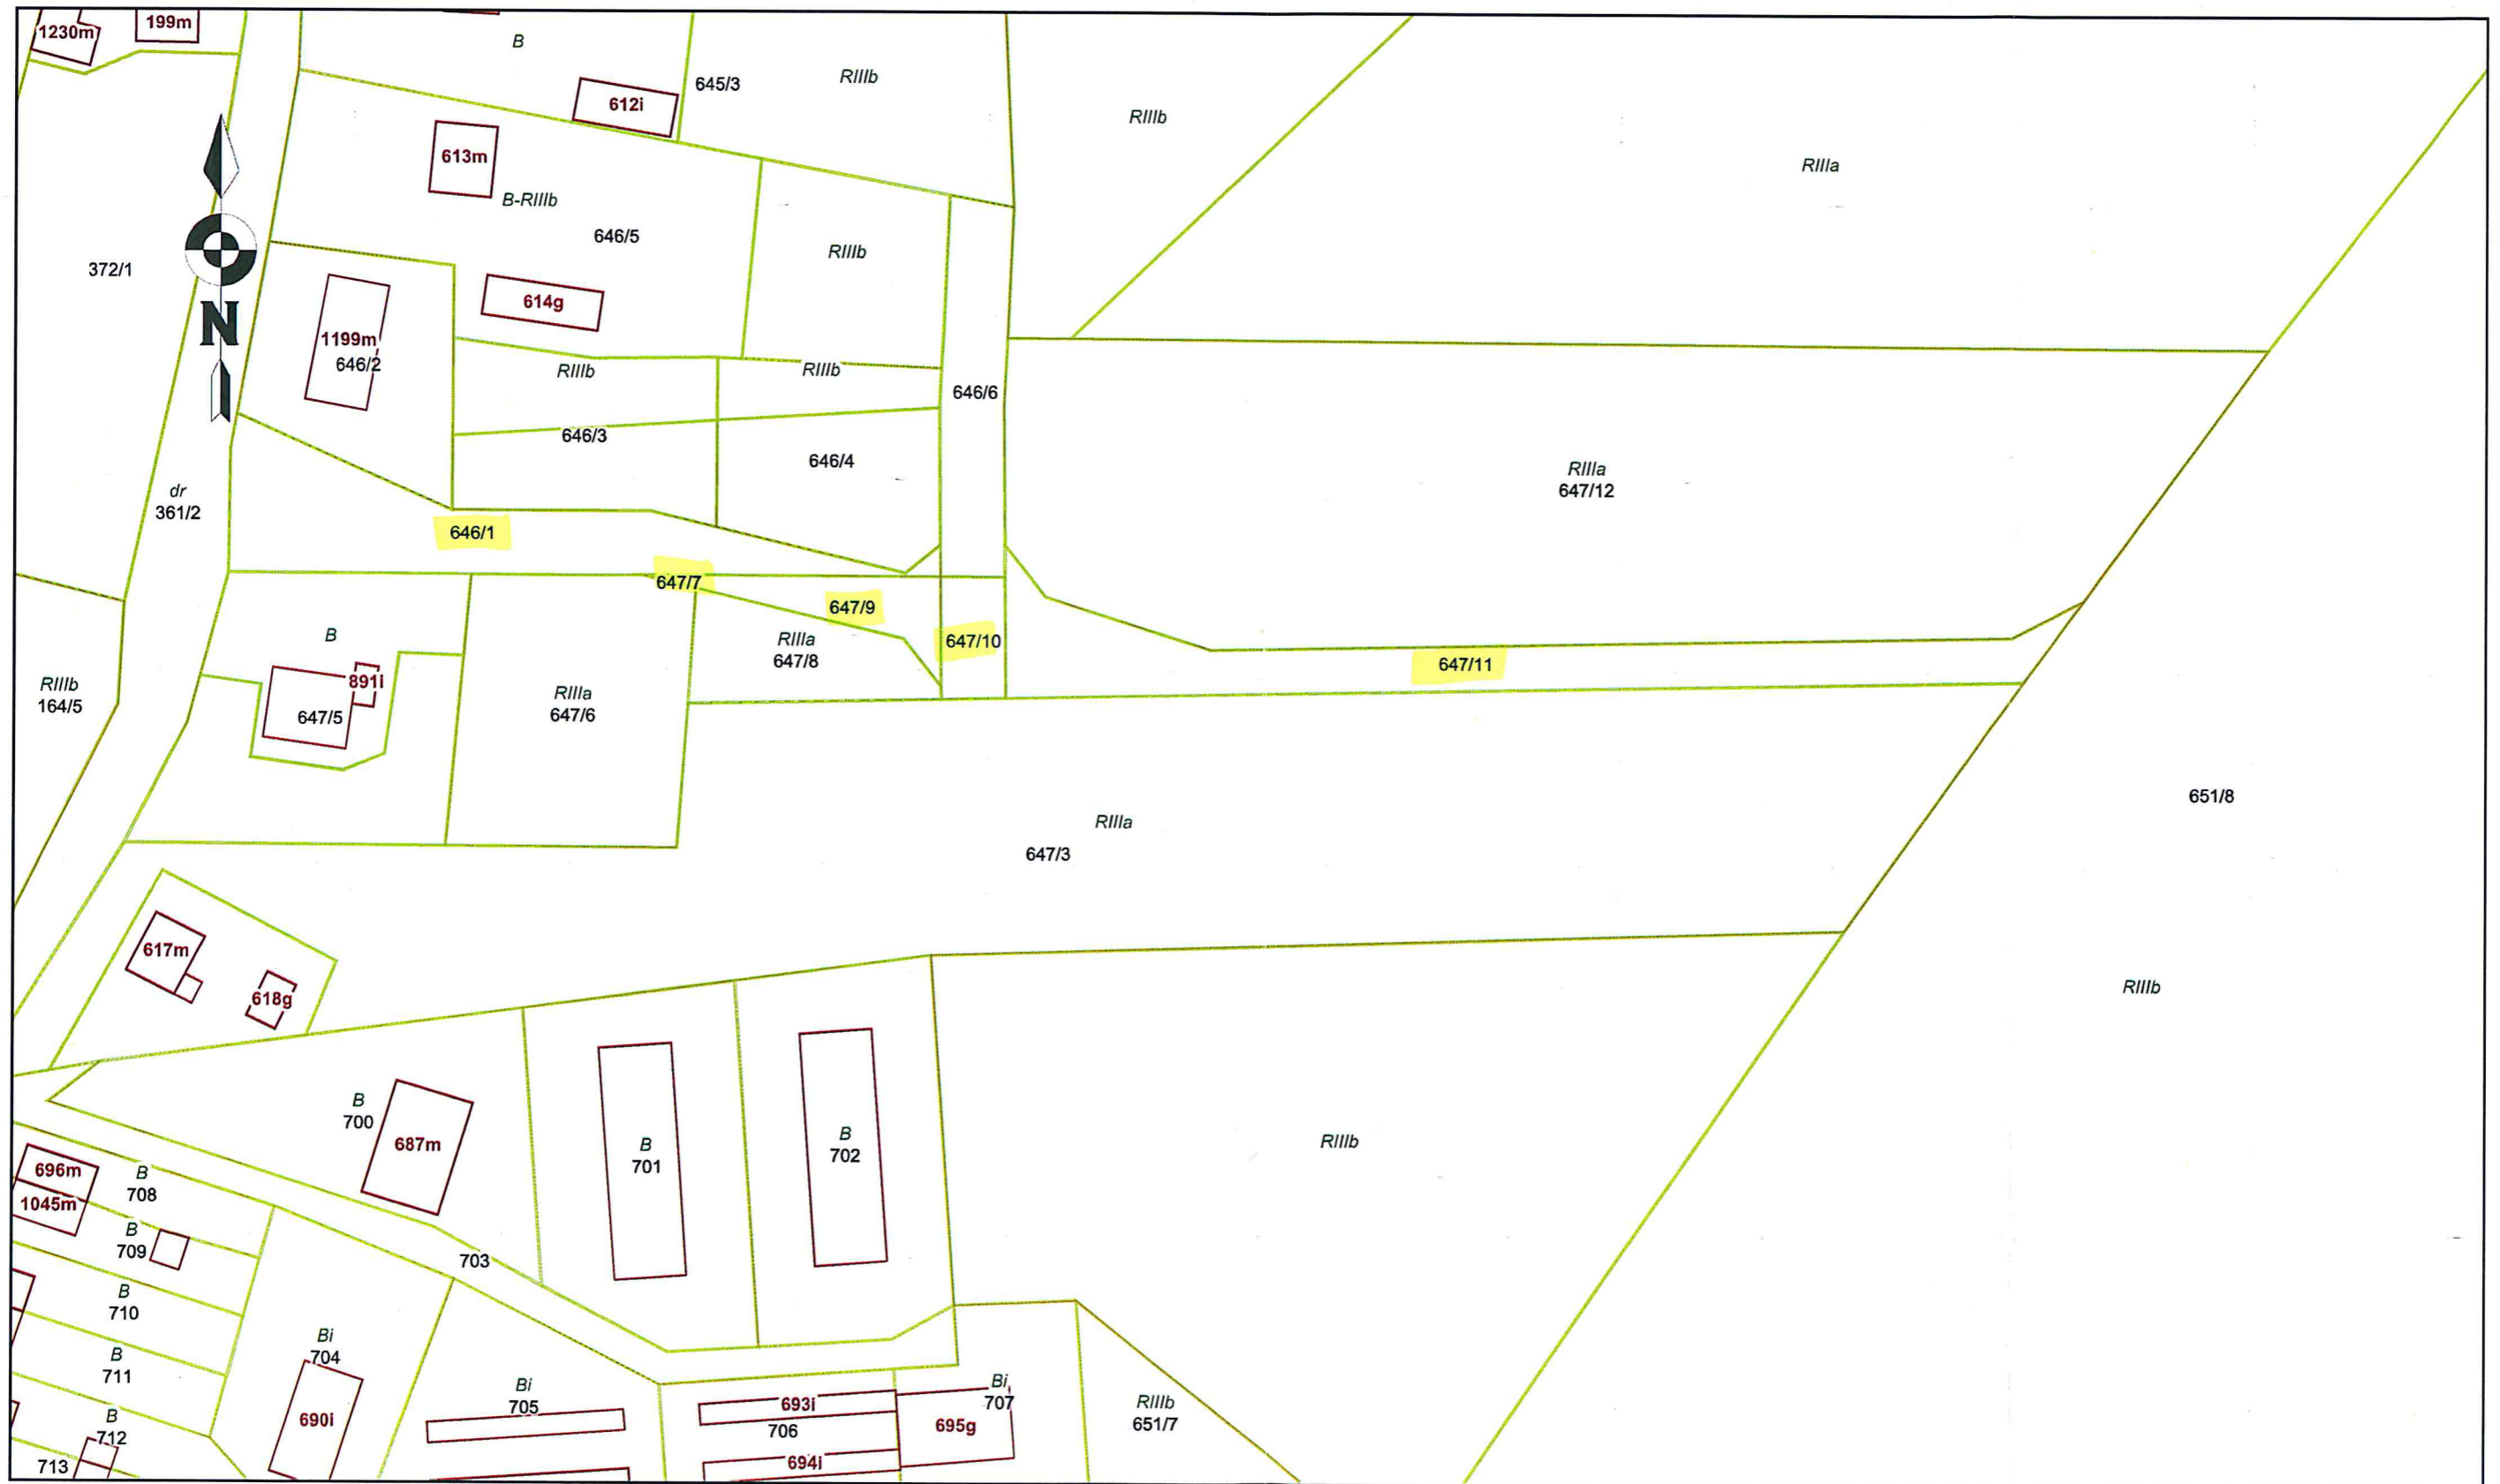 1230m
199m
B
612i
645/3
RIIIb
RIIIb
RIIIa
613m
B-RIIIb
646/5
RIIIb
372/1
N
614g
1199m
646/2
RIIIb
RIIIb
646/6
646/3
646/4
RIIIa
647/12
dr
361/2
646/1
647/7
647/9
B
RIIIa
647/8
647/10
647/11
891i
RIIIb
164/5
647/5
RIIIa
647/6
651/8
RIIIa
647/3
617m
618g
RIIIb
B
700
687m
B
701
B
702
RIIIb
696m
B
708
1045m
B
709
703
B
710
Bi
704
B
711
Bi
705
693i
Bi
707
RIIIb
651/7
690i
B
712
706
695g
713
694i